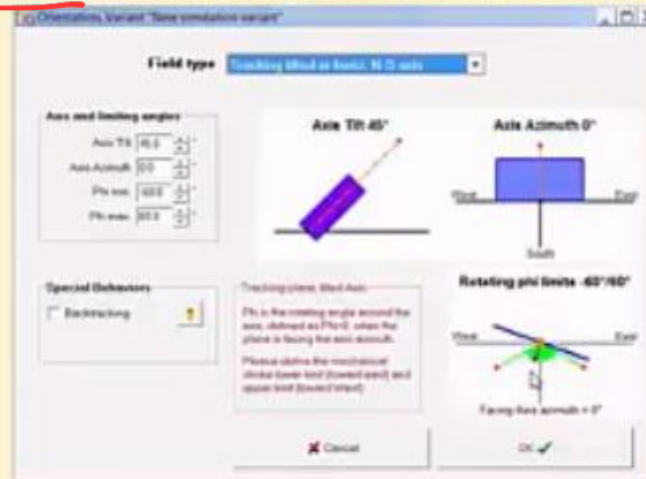 Orientation, Variant "New simulation variant"
Field type
Tracking tilted or horiz. N-S axis
Axis and limiting angles
Axis Tilt 45.0
Axis Azimuth 0.0
Phi min -60.0
Phi max 60.0
Axis Tilt 45°
Axis Azimuth 0°
West
East
South
Special Behaviors
Backtracking
?
Tracking plane, tilted Axis
Phi is the rotating angle around the
axis, defined as Phi=0 when the
plane is facing the axis azimuth.
Please define the mechanical
stroke lower limit (toward east) and
upper limit (toward West)
Rotating phi limits -60°/60°
West
East
Facing Axis azimuth = 0°
Cancel
OK